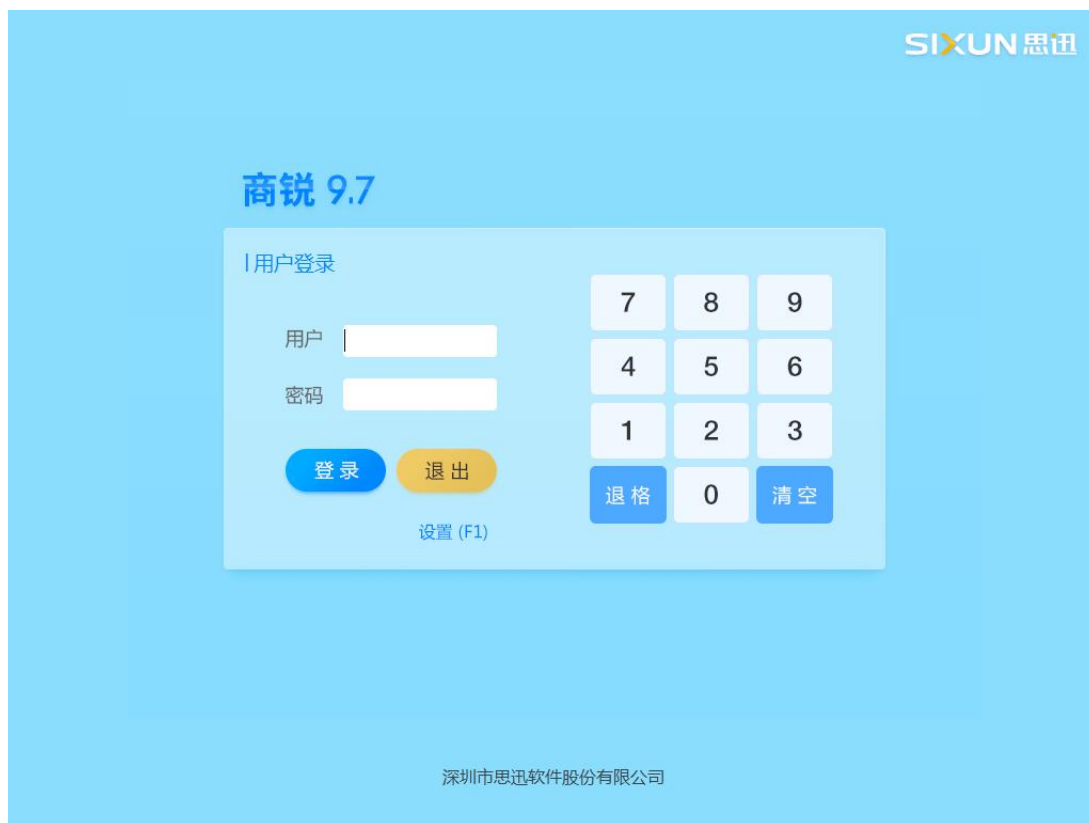 SIXUN思迅
商锐 9.7
用户登录
7 8 9
用户
4 5 6
密码
1 2 3
登录 退出
退格 0 清空
设置 (F1)
深圳市思迅软件股份有限公司